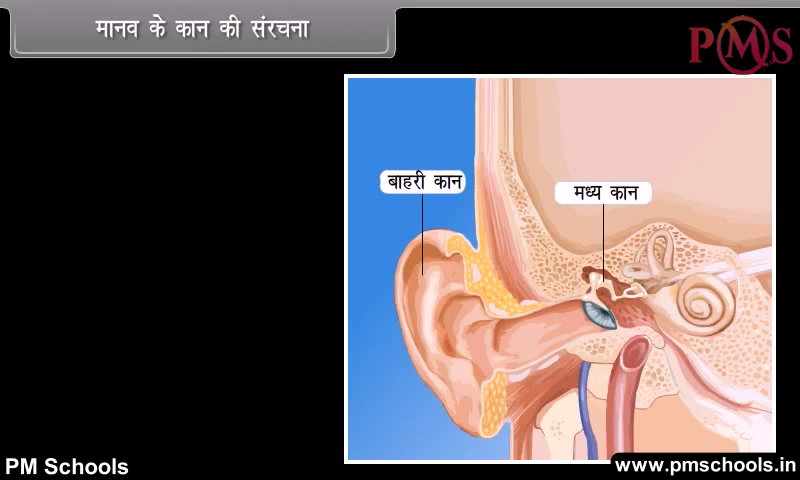 मानव के कान की संरचना
PMS
बाहरी कान
मध्य कान
PM Schools
www.pmschools.in